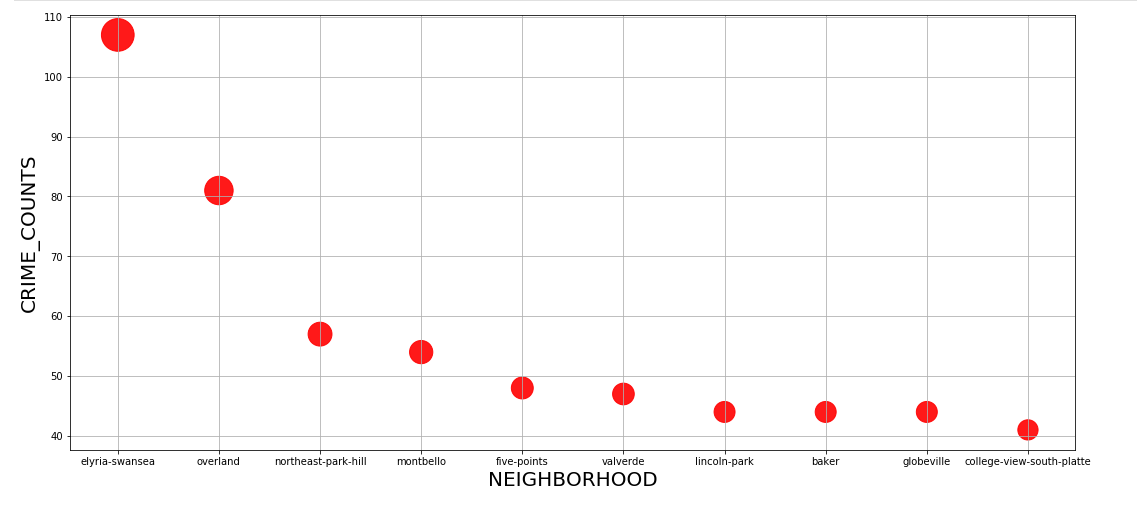 110
100
90
80
70
60
50
40
CRIME_COUNTS
elyria-swansea overland northeast-park-hill montbello five-points valverde lincoln-park baker globeville college-view-south-platte
NEIGHBORHOOD